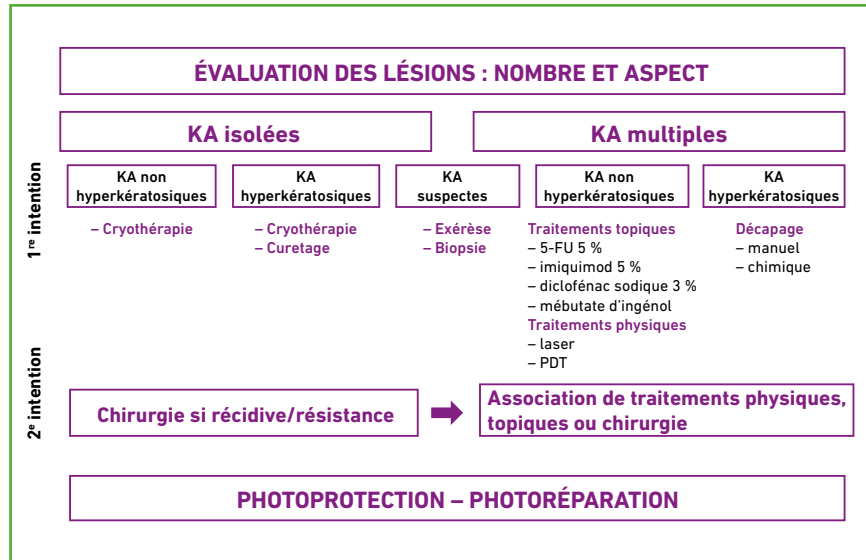 ÉVALUATION DES LÉSIONS : NOMBRE ET ASPECT
KA isolées
KA multiples
1re intention
KA non
hyperkératosiques
– Cryothérapie
KA
hyperkératosiques
– Cryothérapie
– Curetage
KA
suspectes
– Exérèse
– Biopsie
KA non
hyperkératosiques
Traitements topiques
– 5-FU 5 %
– imiquimod 5 %
– diclofénac sodique 3 %
– mébutate d’ingénol
Traitements physiques
– laser
– PDT
KA
hyperkératosiques
Décapage
– manuel
– chimique
2e intention
Chirurgie si récidive/résistance
Association de traitements physiques,
topiques ou chirurgie
PHOTOPROTECTION – PHOTORÉPARATION